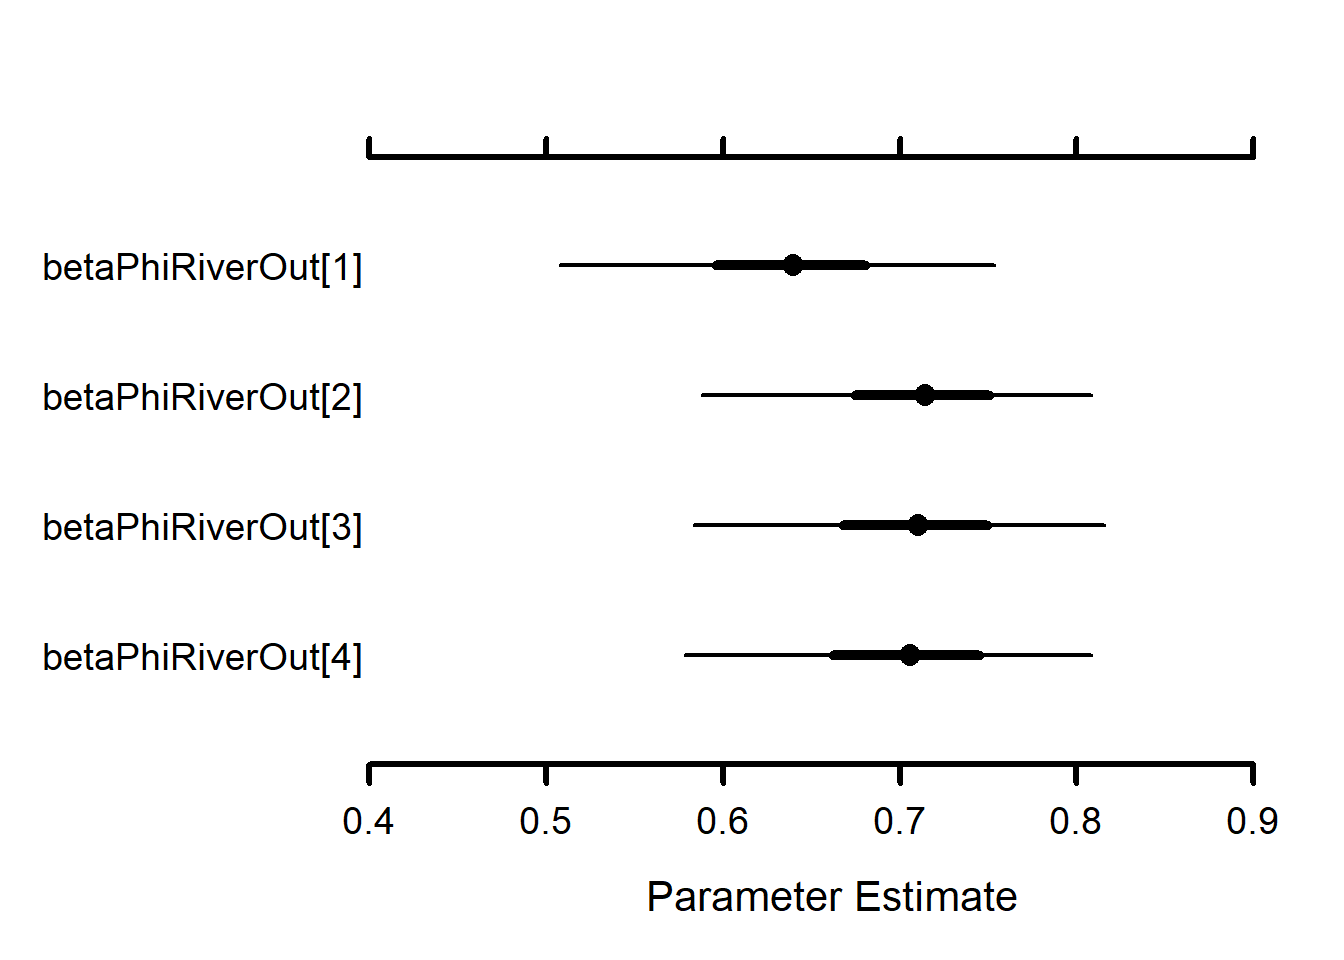 betaPhiRiverOut[1]
betaPhiRiverOut[2]
betaPhiRiverOut[3]
betaPhiRiverOut[4]
0.4 0.5 0.6 0.7 0.8 0.9
Parameter Estimate